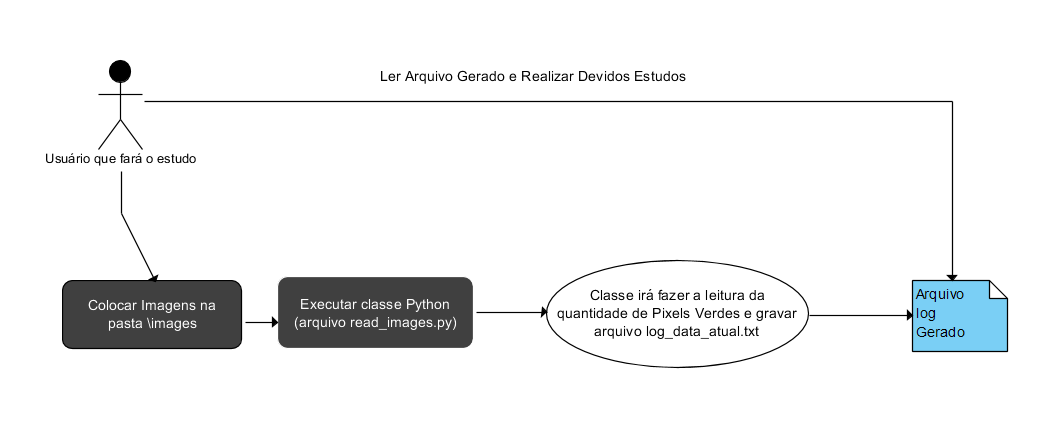 Ler Arquivo Gerado e Realizar Devidos Estudos
Usuário que fará o estudo
Colocar Imagens na
pasta \images
Executar classe Python
(arquivo read_images.py)
Classe irá fazer a leitura da
quantidade de Pixels Verdes e gravar
arquivo log_data_atual.txt
Arquivo
log
Gerado